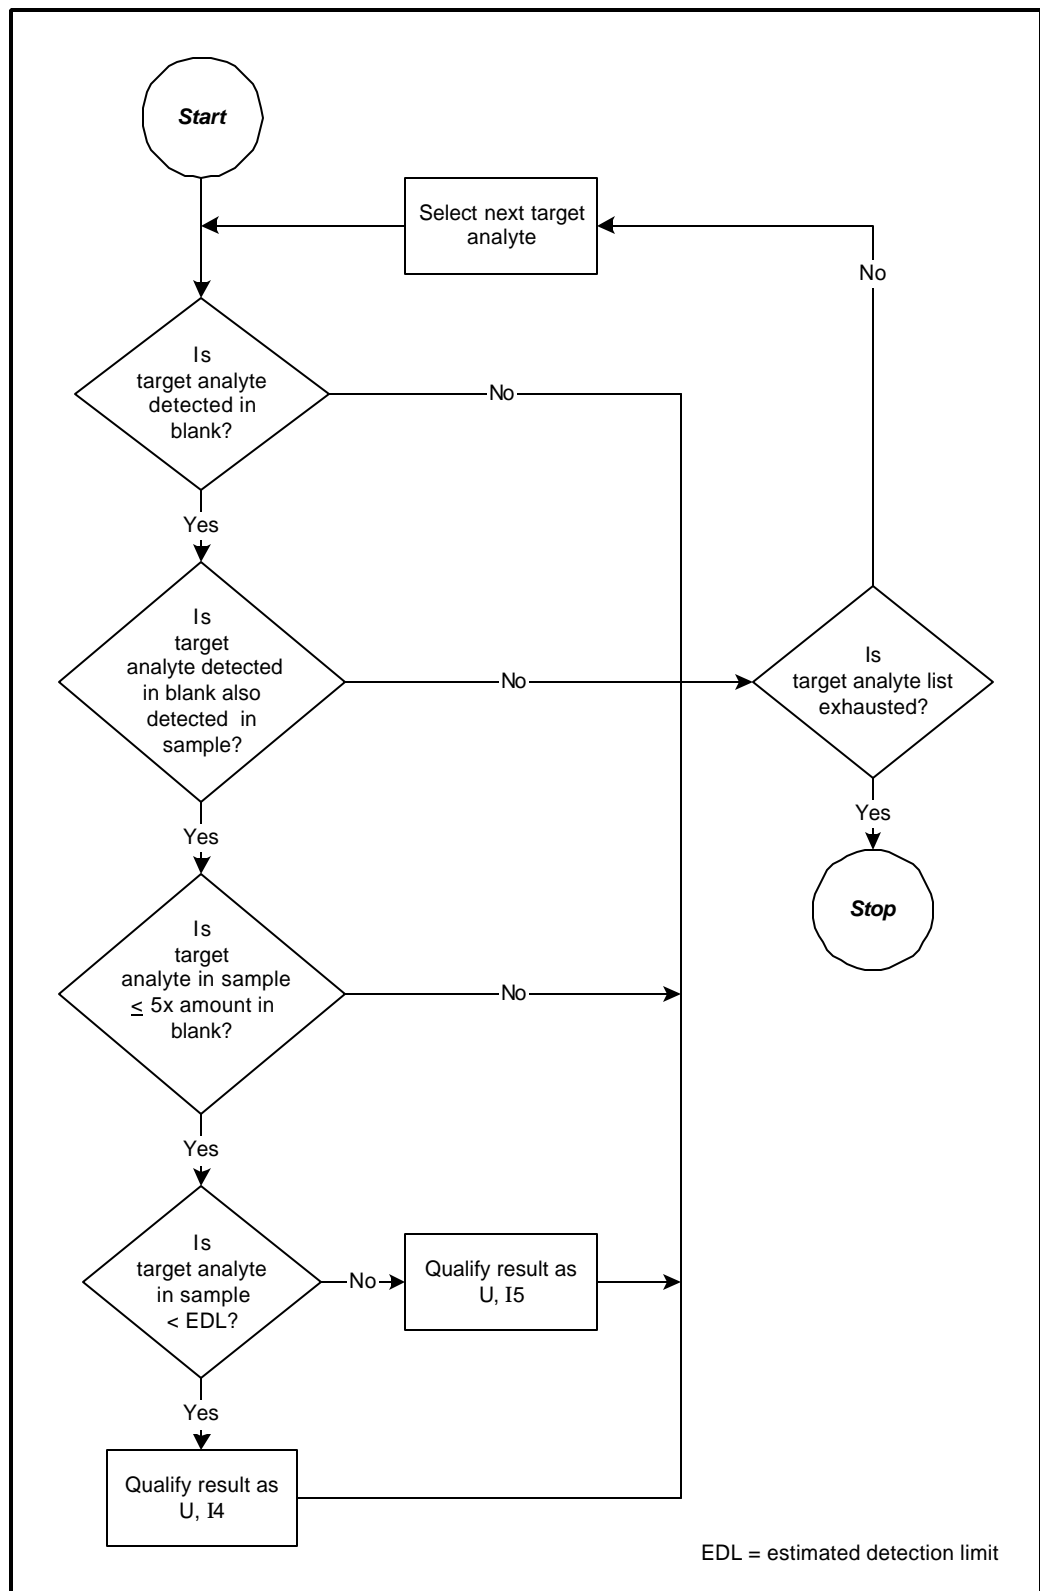 Start
Select next target
analyte
No
Is
target analyte
detected in
blank?
No
Yes
Is
target
analyte detected
in blank also
detected in
sample?
No
Is
target analyte list
exhausted?
Yes
Yes
Stop
Is
target
analyte in sample
≤ 5x amount in
blank?
No
Yes
Is
target analyte
in sample
< EDL?
No
Qualify result as
U, I5
Yes
Qualify result as
U, I4
EDL = estimated detection limit